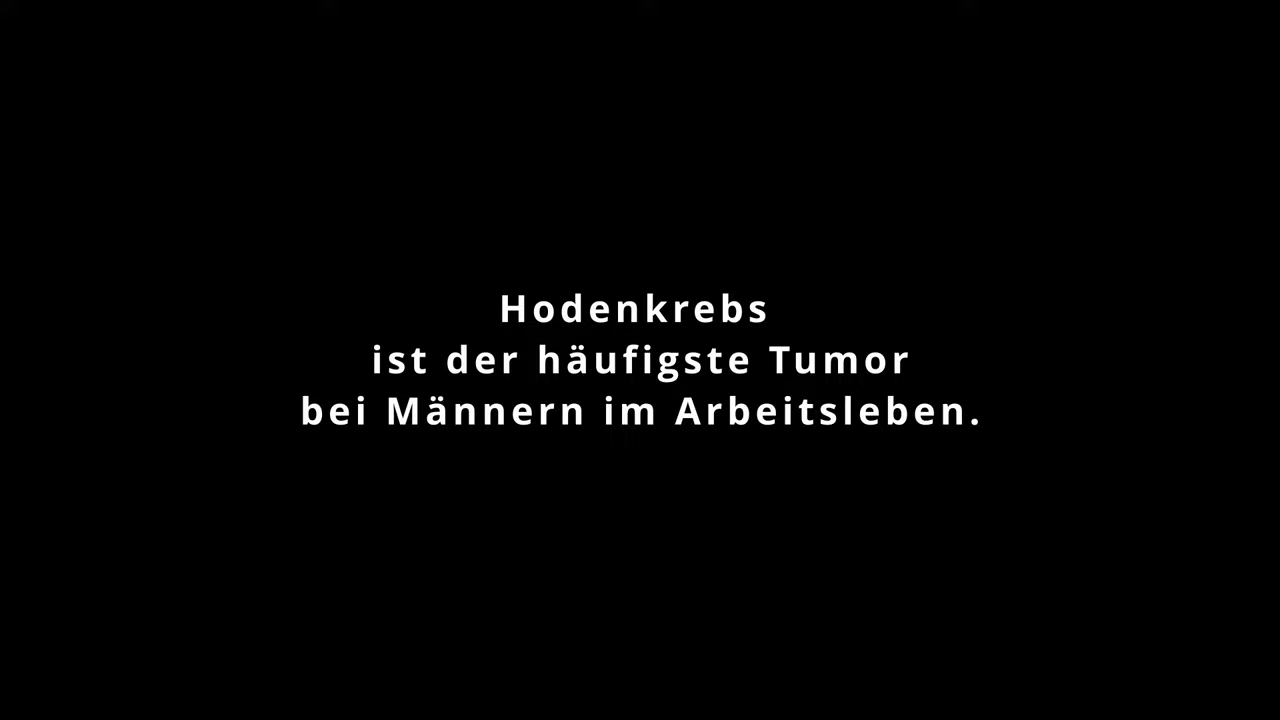 Hodenkrebs
ist der häufigste Tumor
bei Männern im Arbeitsleben.